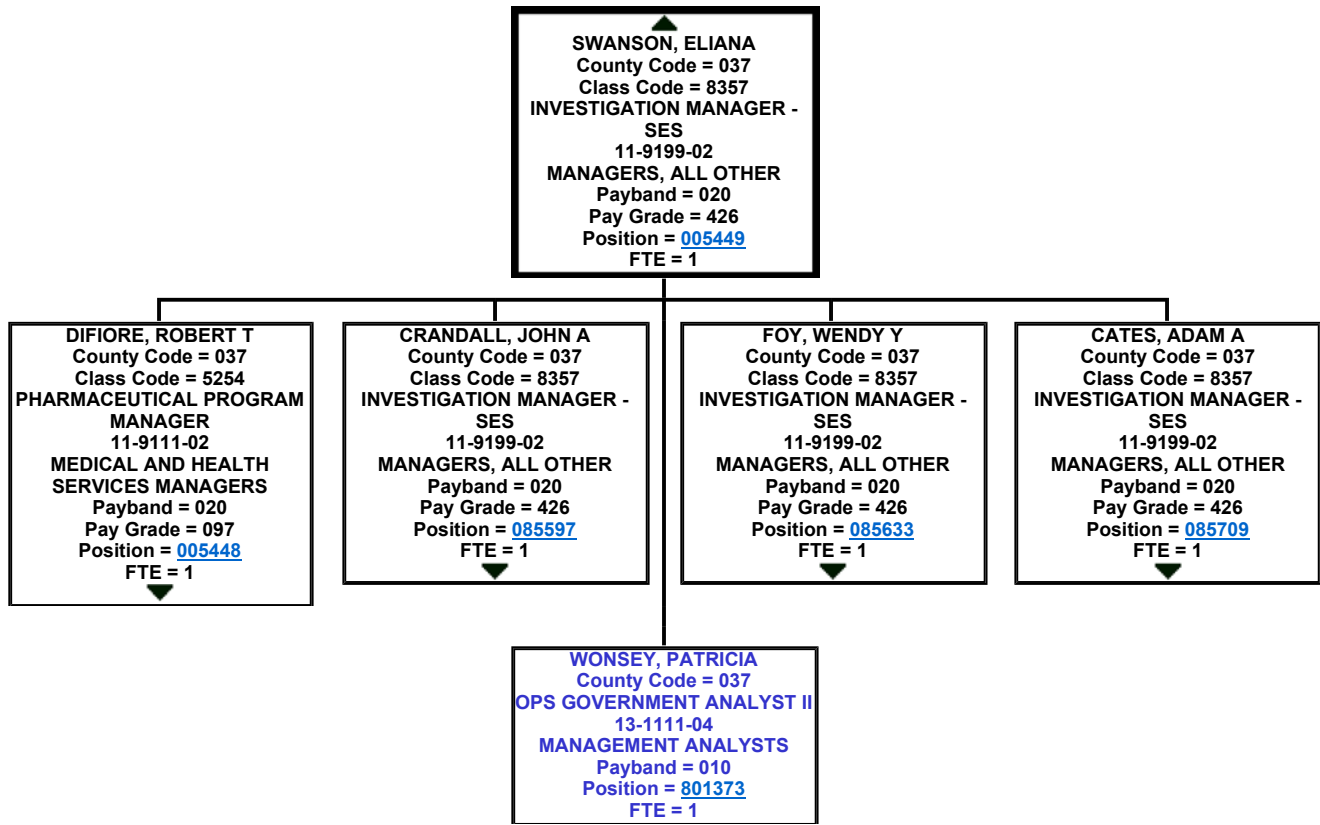 SWANSON, ELIANA
County Code = 037
Class Code = 8357
INVESTIGATION MANAGER -
SES
11-9199-02
MANAGERS, ALL OTHER
Payband = 020
Pay Grade = 426
Position = 005449
FTE = 1
DIFIORE, ROBERT T
County Code = 037
Class Code = 5254
PHARMACEUTICAL PROGRAM
MANAGER
11-9111-02
MEDICAL AND HEALTH
SERVICES MANAGERS
Payband = 020
Pay Grade = 097
Position = 005448
FTE = 1
CRANDALL, JOHN A
County Code = 037
Class Code = 8357
INVESTIGATION MANAGER -
SES
11-9199-02
MANAGERS, ALL OTHER
Payband = 020
Pay Grade = 426
Position = 085597
FTE = 1
FOY, WENDY Y
County Code = 037
Class Code = 8357
INVESTIGATION MANAGER -
SES
11-9199-02
MANAGERS, ALL OTHER
Payband = 020
Pay Grade = 426
Position = 085633
FTE = 1
CATES, ADAM A
County Code = 037
Class Code = 8357
INVESTIGATION MANAGER -
SES
11-9199-02
MANAGERS, ALL OTHER
Payband = 020
Pay Grade = 426
Position = 085709
FTE = 1
WONSEY, PATRICIA
County Code = 037
OPS GOVERNMENT ANALYST II
13-1111-04
MANAGEMENT ANALYSTS
Payband = 010
Position = 801373
FTE = 1